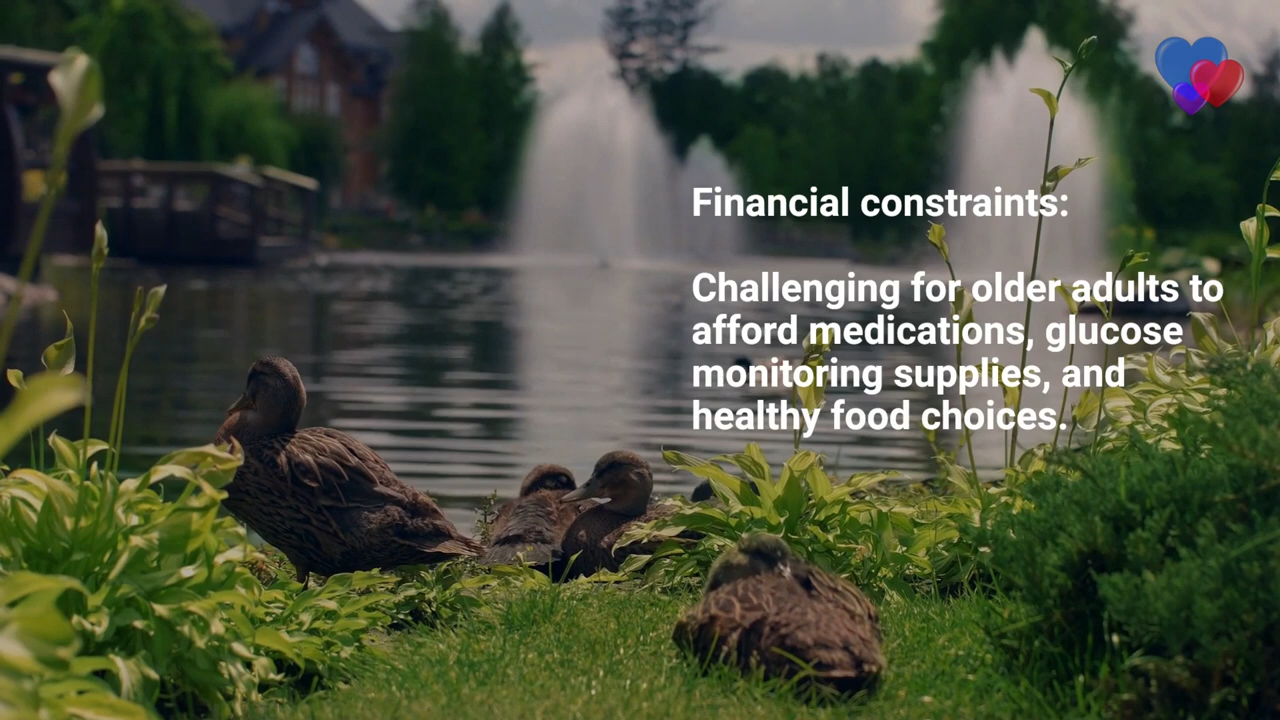 Financial constraints:
Challenging for older adults to
afford medications, glucose
monitoring supplies, and
healthy food choices.